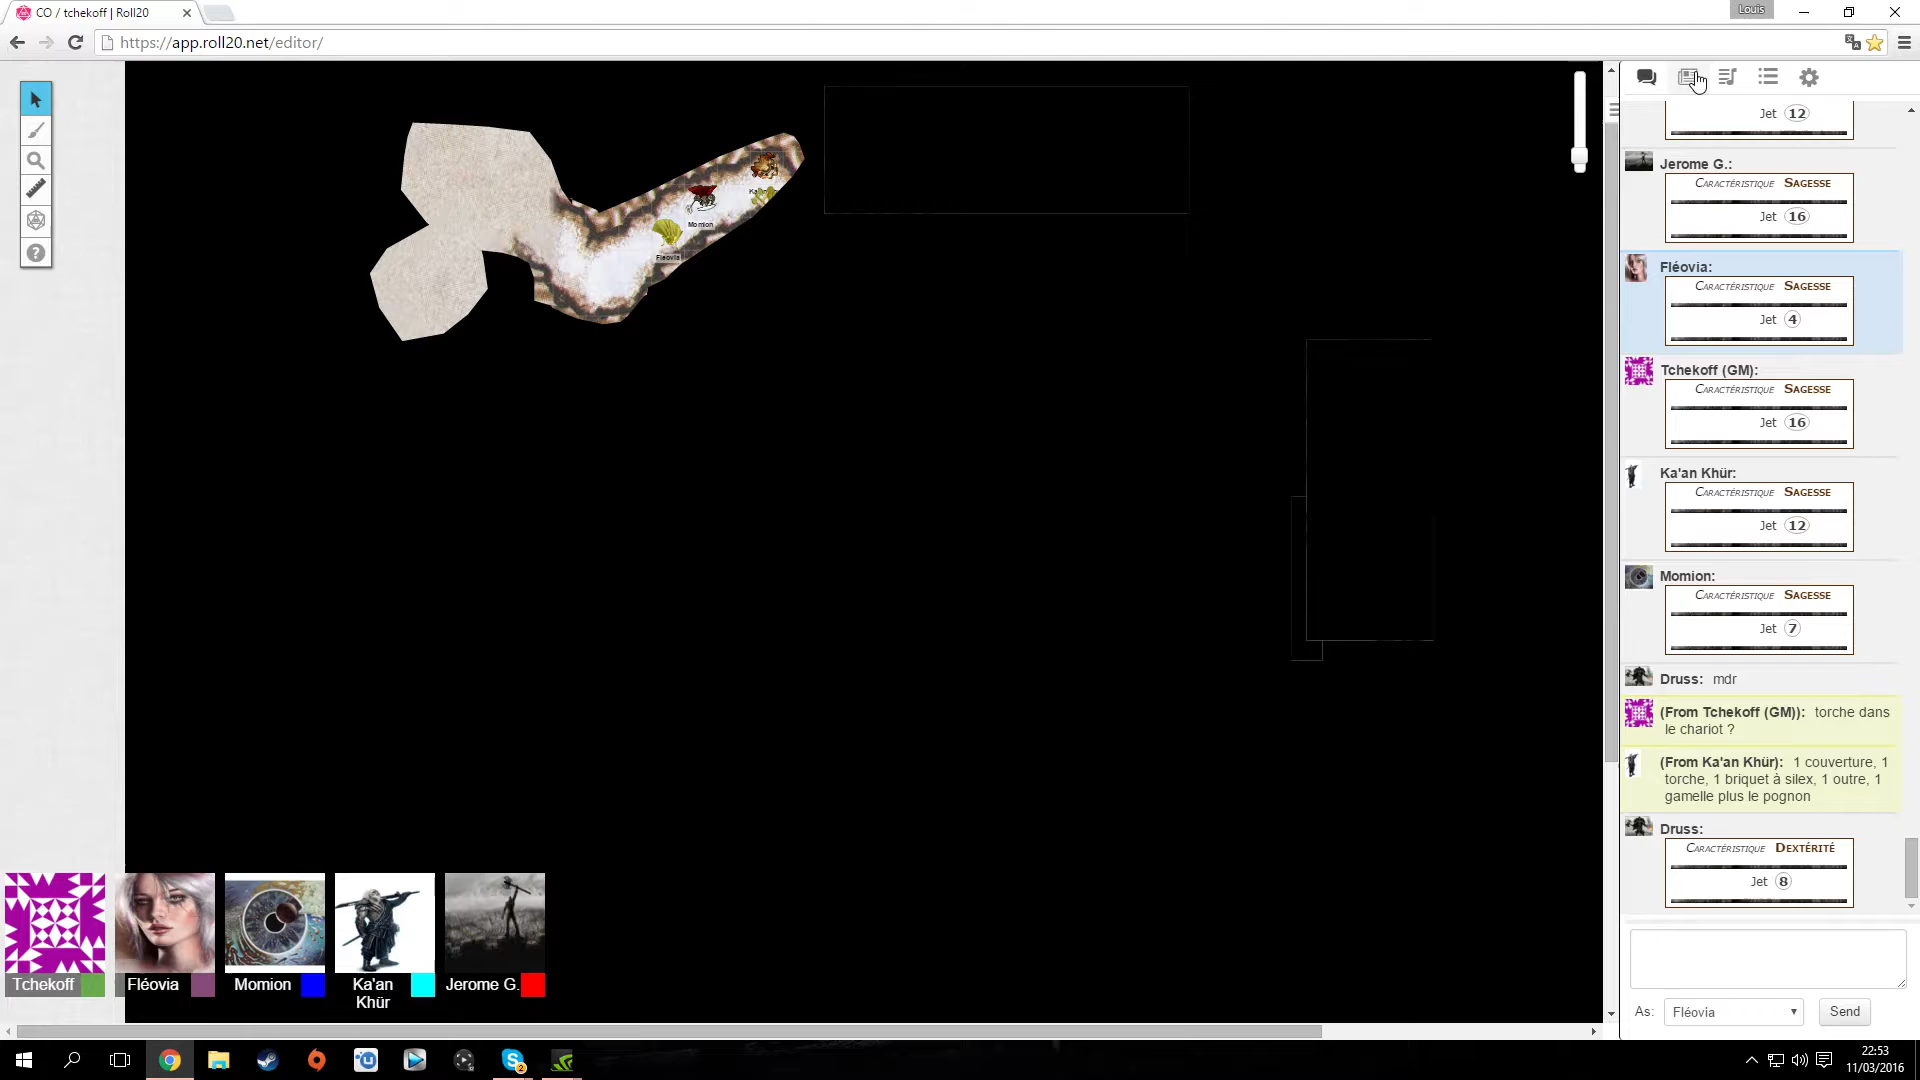 CO / tchekoff | Roll20
Louis
https://app.roll20.net/editor/
Momion
Fléovia
Jet 12
Jerome G.:
Caractéristique Sagesse
Jet 16
Fléovia:
Caractéristique Sagesse
Jet 4
Tchekoff (GM):
Caractéristique Sagesse
Jet 16
Ka'an Khür:
Caractéristique Sagesse
Jet 12
Momion:
Caractéristique Sagesse
Jet 7
Druss: mdr
(From Tchekoff (GM)): torche dans
le chariot ?
(From Ka'an Khür): 1 couverture, 1
torche, 1 briquet à silex, 1 outre, 1
gamelle plus le pognon
Druss:
Caractéristique Dextérité
Jet 8
As: Fléovia Send
Tchekoff
Fléovia
Momion
Ka'an
Khür
Jerome G.
2
22:53
11/03/2016